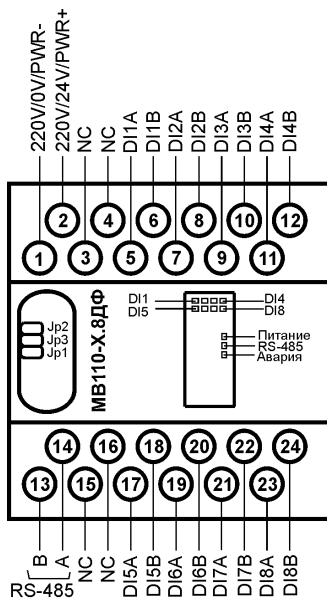 220V/0V/PWR-
220V/24V/PWR+
NC
NC
DI1A
DI1B
DI2A
DI2B
DI3A
DI3B
DI4A
DI4B
2 4 6 8 10 12
1 3 5 7 9 11
Jp2
Jp3
Jp1
МВ110-Х.8ДФ
DI1 DI4
DI5 DI8
Питание
RS-485
Авария
14 16 18 20 22 24
13 15 17 19 21 23
B
A
RS-485
NC
NC
DI5A
DI5B
DI6A
DI6B
DI7A
DI7B
DI8A
DI8B